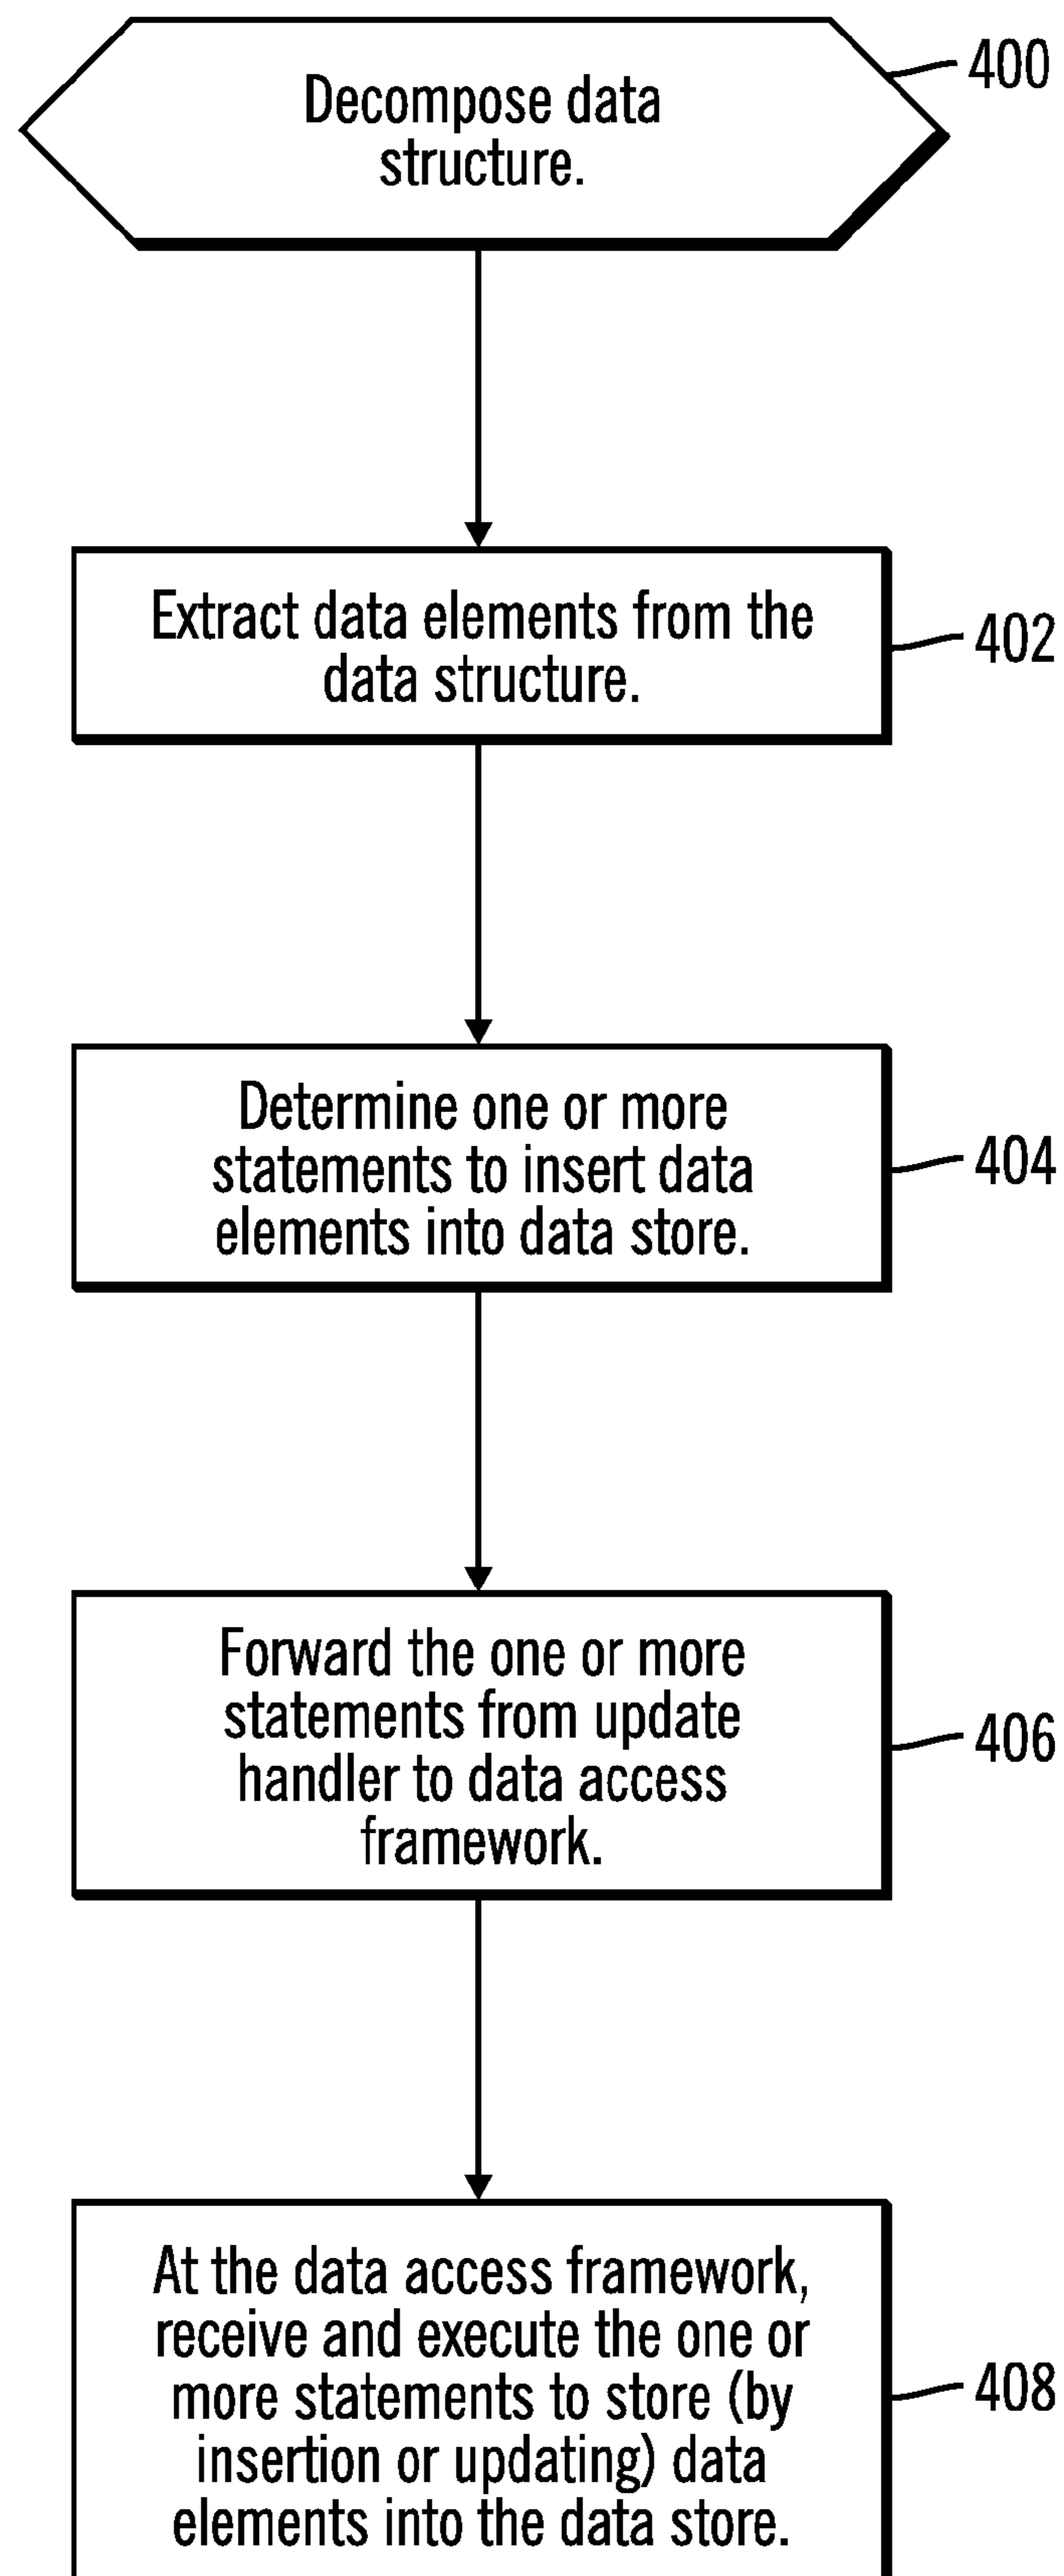 Decompose data
structure.
400
Extract data elements from the
data structure.
402
Determine one or more
statements to insert data
elements into data store.
404
Forward the one or more
statements from update
handler to data access
framework.
406
At the data access framework,
receive and execute the one or
more statements to store (by
insertion or updating) data
elements into the data store.
408